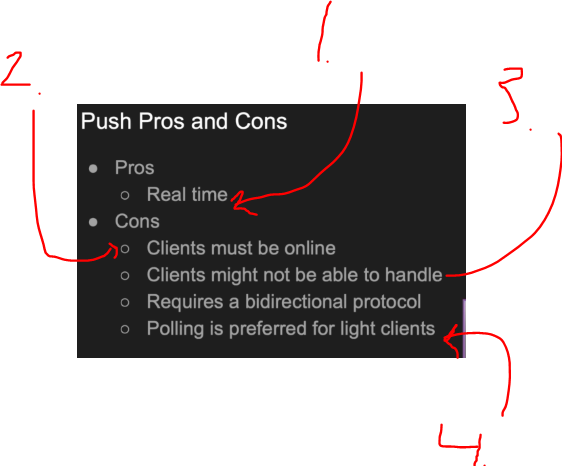 1.
2.
3.
Push Pros and Cons
● Pros
○ Real time
● Cons
○ Clients must be online
○ Clients might not be able to handle
○ Requires a bidirectional protocol
○ Polling is preferred for light clients
4.